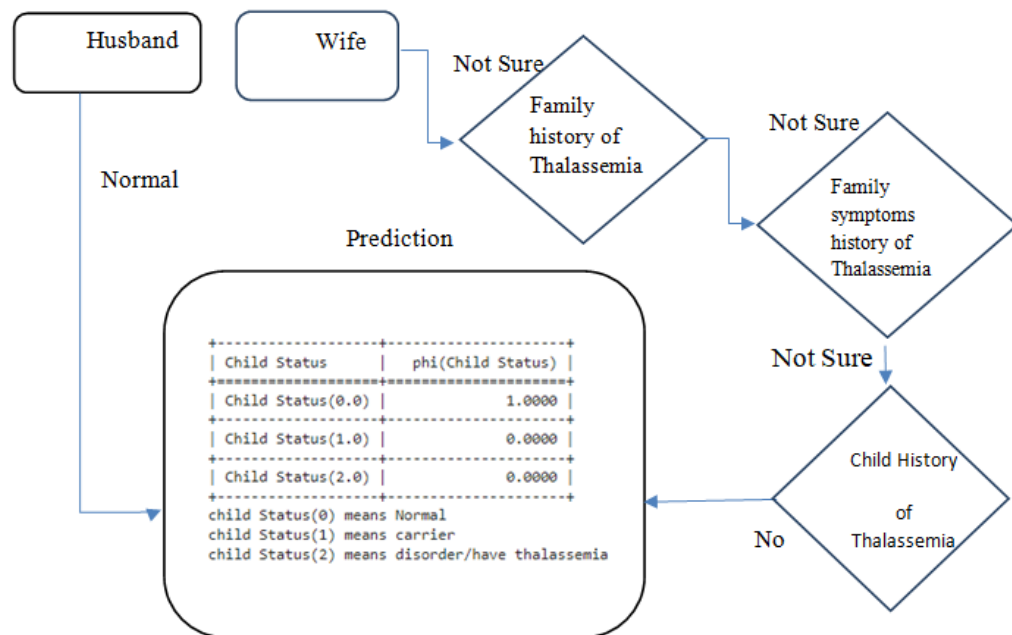 Husband
Wife
Not Sure
Family
history of
Thalassemia
Not Sure
Family
symptoms
history of
Thalassemia
Normal
Prediction
+--------------------+----------------------+
| Child Status | phi(Child Status) |
+====================+======================+
| Child Status(0.0) | 1.0000 |
+--------------------+----------------------+
| Child Status(1.0) | 0.0000 |
+--------------------+----------------------+
| Child Status(2.0) | 0.0000 |
+--------------------+----------------------+
child Status(0) means Normal
child Status(1) means carrier
child Status(2) means disorder/have thalassemia
Not Sure
Child History
of
Thalassemia
No